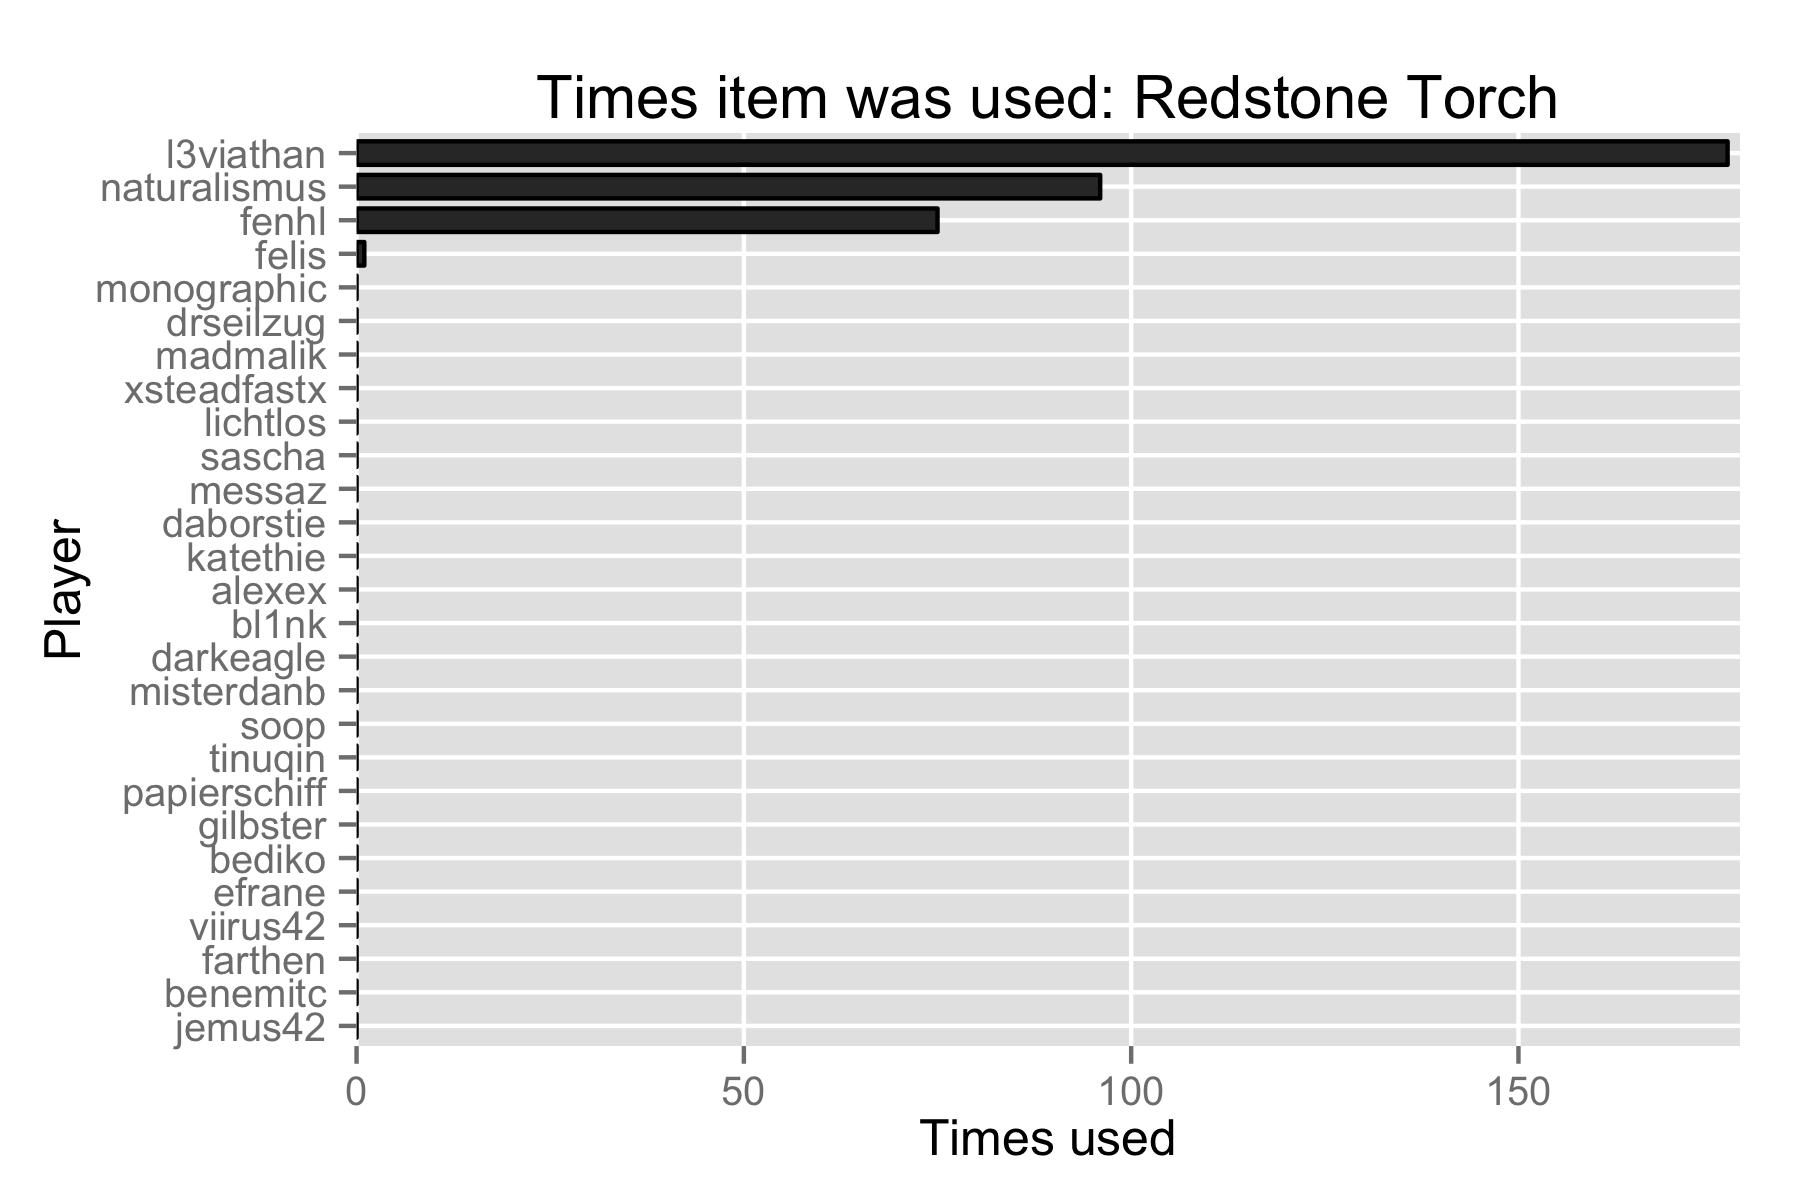 Times item was used: Redstone Torch
l3viathan
naturalismus
fenhl
felis
monographic
drseilzug
madmalik
xsteadfastx
lichtlos
sascha
messaz
daborstie
katethie
alexex
bl1nk
darkeagle
misterdanb
soop
tinuqin
papierschiff
gilbster
bediko
efrane
viirus42
farthen
benemitc
jemus42
Player
0 50 100 150
Times used